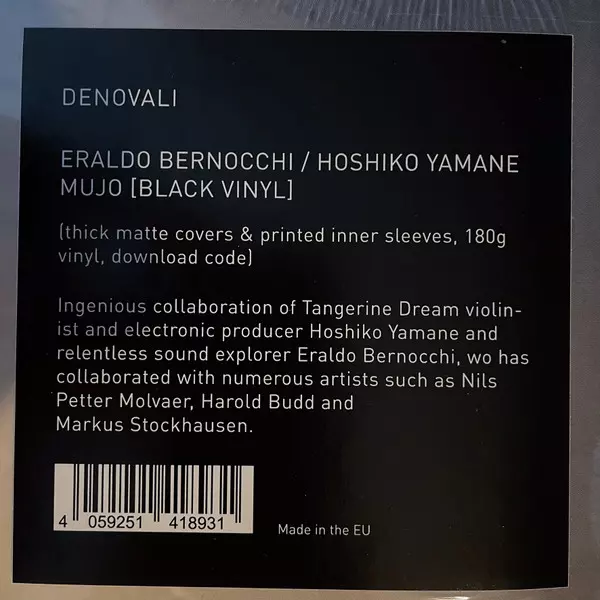 DENOVALI
ERALDO BERNOCCHI / HOSHIKO YAMANE
MUJO [BLACK VINYL]
(thick matte covers & printed inner sleeves, 180g
vinyl, download code)
Ingenious collaboration of Tangerine Dream violin-
ist and electronic producer Hoshiko Yamane and
relentless sound explorer Eraldo Bernocchi, wo has
collaborated with numerous artists such as Nils
Petter Molvaer, Harold Budd and
Markus Stockhausen.
4 059251 418931
Made in the EU